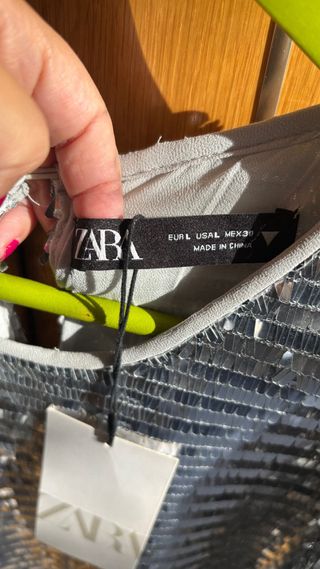 ZARA
EUR L USA L MEX 30
MADE IN CHINA
ZARA